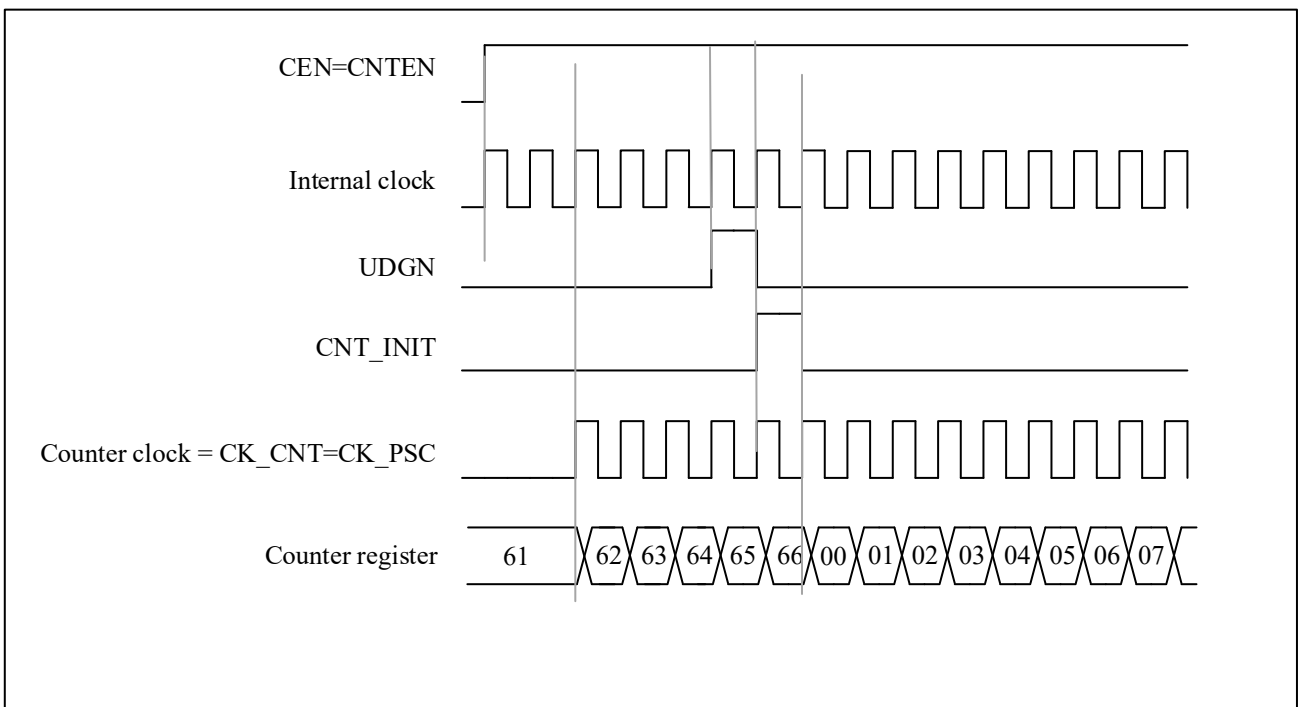 CEN=CNTEN
Internal clock
UDGN
CNT_INIT
Counter clock = CK_CNT=CK_PSC
Counter register 61 62 63 64 65 66 00 01 02 03 04 05 06 07